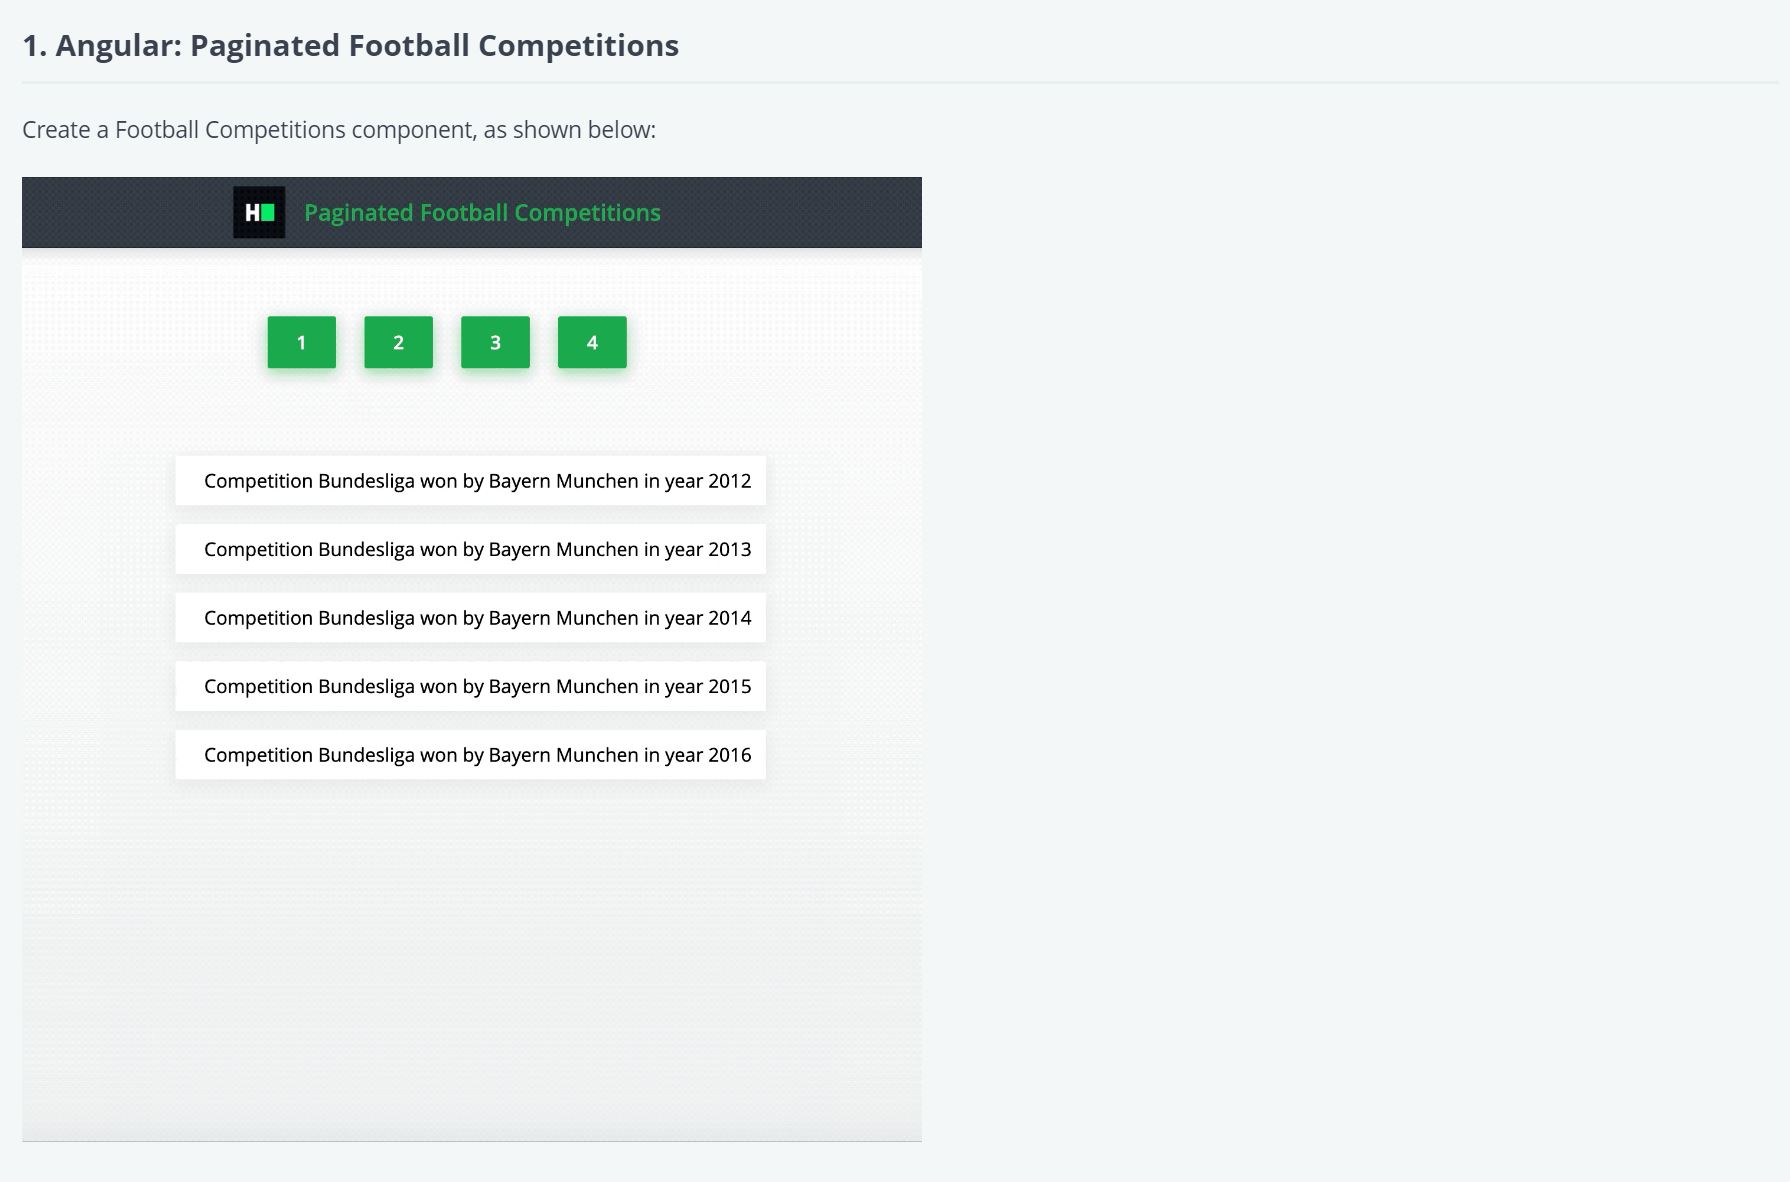 1. Angular: Paginated Football Competitions
Create a Football Competitions component, as shown below:
H
Paginated Football Competitions
1 2 3 4
Competition Bundesliga won by Bayern Munchen in year 2012
Competition Bundesliga won by Bayern Munchen in year 2013
Competition Bundesliga won by Bayern Munchen in year 2014
Competition Bundesliga won by Bayern Munchen in year 2015
Competition Bundesliga won by Bayern Munchen in year 2016